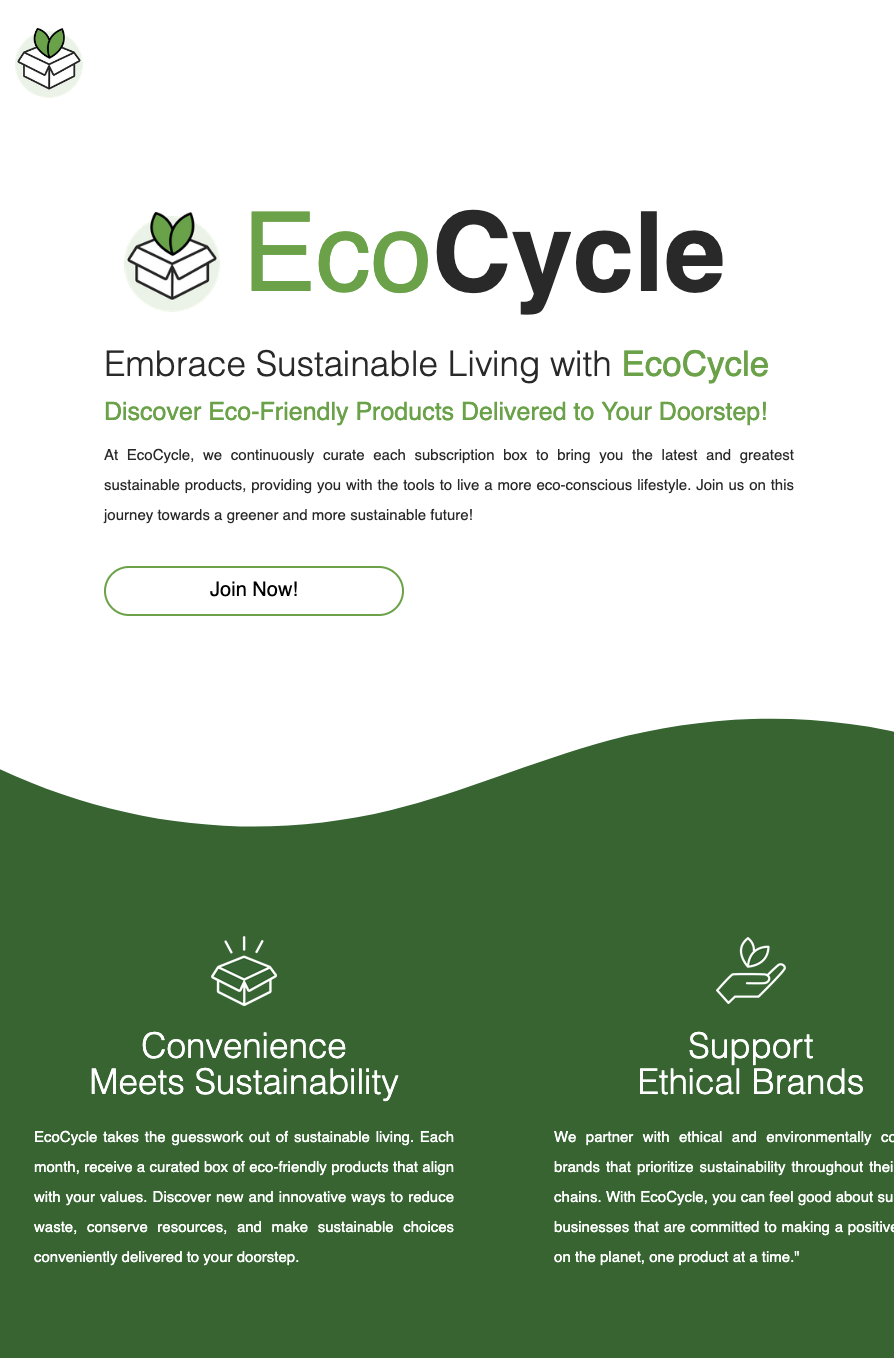 EcoCycle
Embrace Sustainable Living with EcoCycle
Discover Eco-Friendly Products Delivered to Your Doorstep!
At EcoCycle, we continuously curate each subscription box to bring you the latest and greatest
sustainable products, providing you with the tools to live a more eco-conscious lifestyle. Join us on this
journey towards a greener and more sustainable future!
Join Now!
Convenience
Meets Sustainability
EcoCycle takes the guesswork out of sustainable living. Each
month, receive a curated box of eco-friendly products that align
with your values. Discover new and innovative ways to reduce
waste, conserve resources, and make sustainable choices
conveniently delivered to your doorstep.
Support
Ethical Brands
We partner with ethical and environmentally
brands that prioritize sustainability throughout
chains. With EcoCycle, you can feel good about
businesses that are committed to making a positive
on the planet, one product at a time."